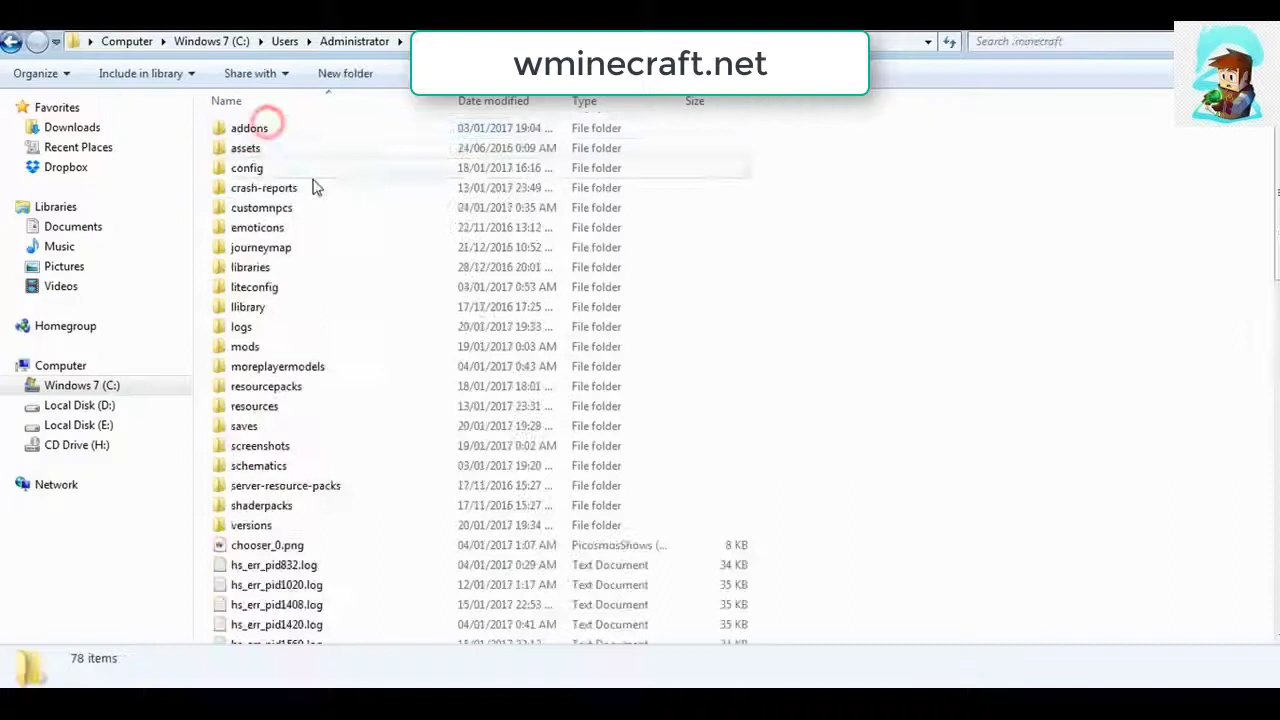 Computer Windows 7 (C:) Users Administrator
wminecraft.net
Search .minecraft
Organize Include in library Share with New folder
Name Date modified Type Size
Favorites
Downloads
Recent Places
Dropbox
Libraries
Documents
Music
Pictures
Videos
Homegroup
Computer
Windows 7 (C:)
Local Disk (D:)
Local Disk (E:)
CD Drive (H:)
Network
addons 03/01/2017 19:04 ... File folder
assets 24/06/2016 0:09 AM File folder
config 18/01/2017 16:16 ... File folder
crash-reports 13/01/2017 23:49 ... File folder
customnpcs 04/01/2017 0:35 AM File folder
emoticons 22/11/2016 13:12 ... File folder
journeymap 21/12/2016 10:52 ... File folder
libraries 28/12/2016 20:01 ... File folder
liteconfig 04/01/2017 0:53 AM File folder
llibrary 17:25 ... File folder
logs 20/01/2017 19:33 ... File folder
mods 19/01/2017 0:03 AM File folder
moreplayermodels 04/01/2017 0:43 AM File folder
resourcepacks 18/01/2017 18:01 ... File folder
resources 13/01/2017 23:31 ... File folder
saves 20/01/2017 19:28 ... File folder
screenshots 19/01/2017 0:02 AM File folder
schematics 03/01/2017 19:20 ... File folder
server-resource-packs 17/11/2016 15:27 ... File folder
shaderpacks 17/11/2016 15:27 ... File folder
versions 20/01/2017 19:34 ... File folder
chooser_0.png 04/01/2017 1:07 AM PicosmosShows (... 8 KB
hs_err_pid832.log 04/01/2017 0:29 AM Text Document 34 KB
hs_err_pid1020.log 12/01/2017 1:17 AM Text Document 35 KB
hs_err_pid1408.log 15/01/2017 22:53 ... Text Document 35 KB
hs_err_pid1420.log 04/01/2017 0:41 AM Text Document 35 KB
78 items